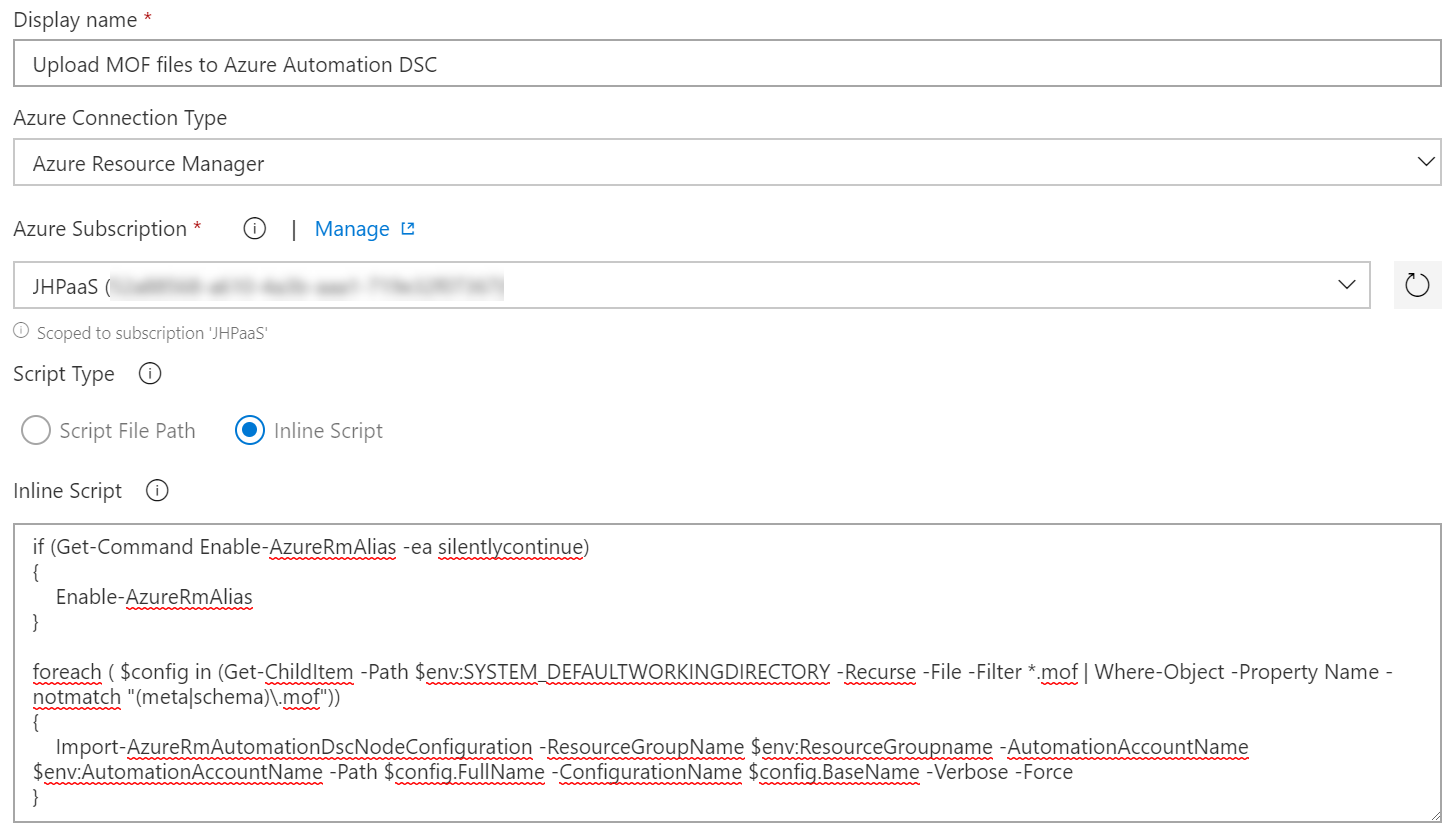 Display name *
Upload MOF files to Azure Automation DSC
Azure Connection Type
Azure Resource Manager
Azure Subscription * | Manage
JHPaaS (
Scoped to subscription 'JHPaaS'
Script Type
Script File Path Inline Script
Inline Script
if (Get-Command Enable-AzureRmAlias -ea silentlycontinue)
{
Enable-AzureRmAlias
}
foreach ( $config in (Get-ChildItem -Path $env:SYSTEM_DEFAULTWORKINGDIRECTORY -Recurse -File -Filter *.mof | Where-Object -Property Name -
notmatch "(meta|schema)\.mof"))
{
Import-AzureRmAutomationDscNodeConfiguration -ResourceGroupName $env:ResourceGroupname -AutomationAccountName
$env:AutomationAccountName -Path $config.FullName -ConfigurationName $config.BaseName -Verbose -Force
}